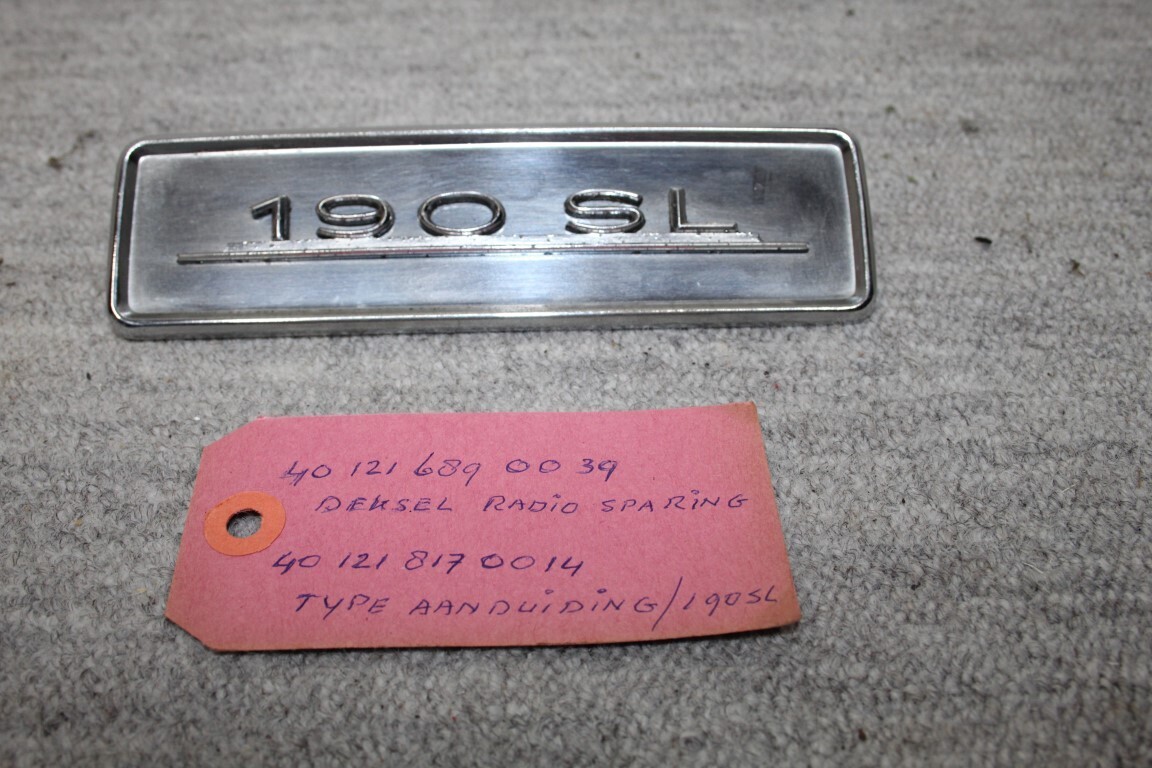 190 SL
40 121 689 00 39
DEKSEL RADIO SPARING
40 121 817 00 14
TYPE AANDUIDING/190SL